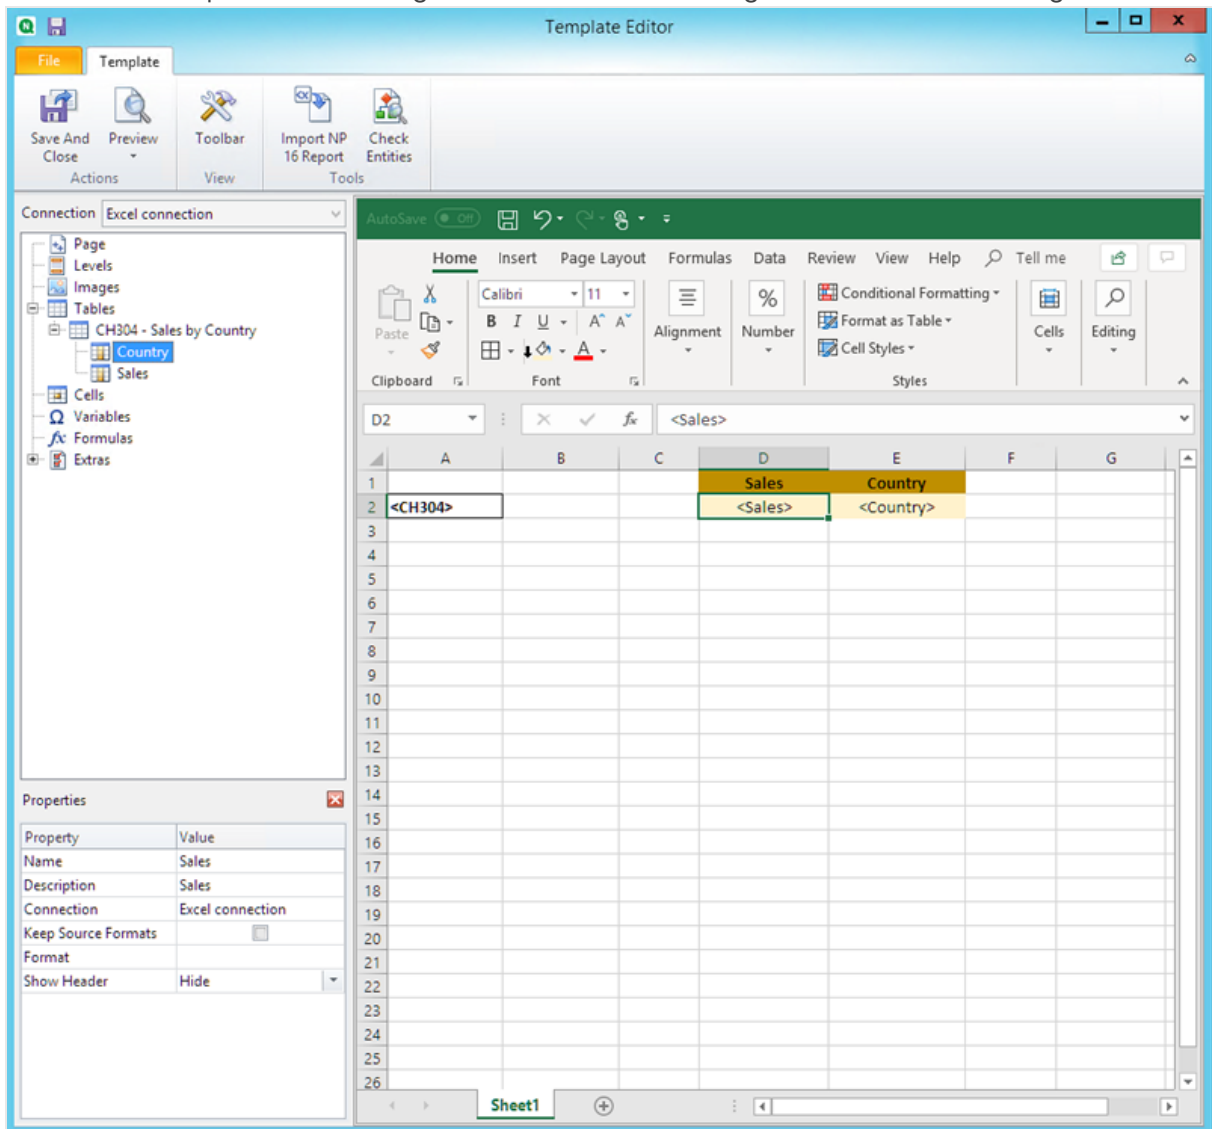 Template Editor
File Template
Save And Close
Preview
Toolbar
Import NP 16 Report
Check Entities
Actions View Tools
Connection Excel connection
Page
Levels
Images
Tables
CH304 - Sales by Country
Country
Sales
Cells
Variables
Formulas
Extras
Properties
Property Value
Name Sales
Description Sales
Connection Excel connection
Keep Source Formats
Format
Show Header Hide
AutoSave Off
Home Insert Page Layout Formulas Data Review View Help Tell me
Paste
Calibri 11
B I U A A
A
Alignment
%
Number
Conditional Formatting
Format as Table
Cell Styles
Cells
Editing
Clipboard Font Styles
D2 fx <Sales>
A B C D E F G
1 Sales Country
2 <CH304> <Sales> <Country>
3
4
5
6
7
8
9
10
11
12
13
14
15
16
17
18
19
20
21
22
23
24
25
26
Sheet1